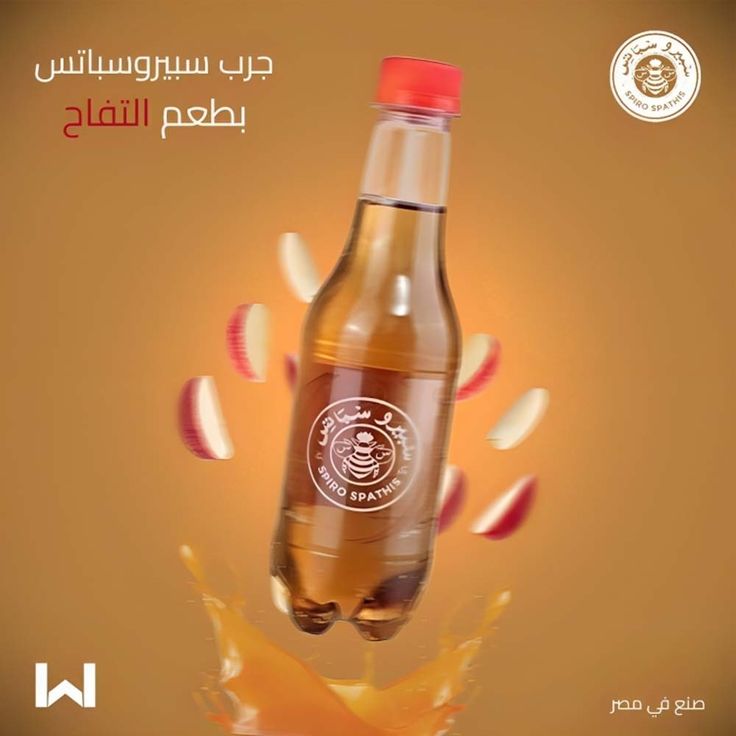 جرب سبيروسباتس
بطعم التفاح
سبيرو سباتس
SPIRO SPATHIS
سبيرو سباتس
SPIRO SPATHIS
صنع في مصر